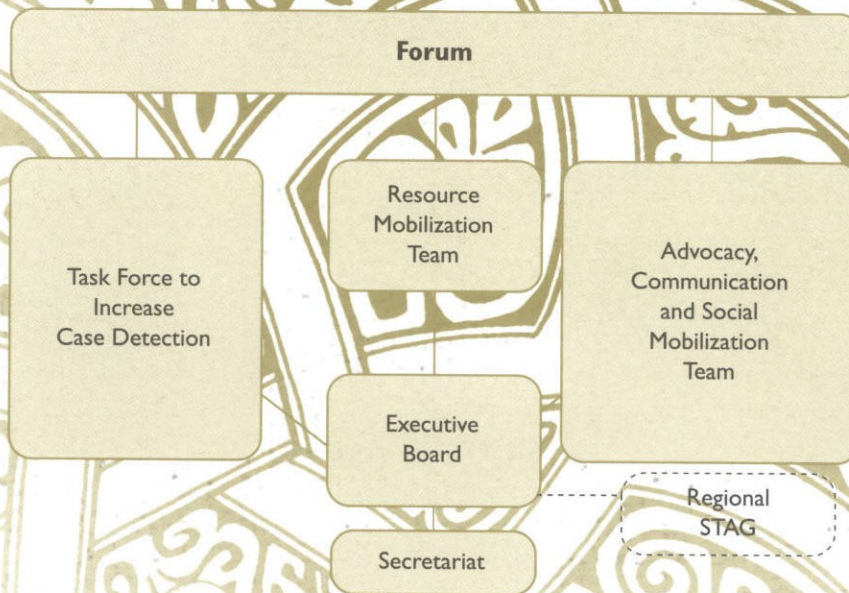 Forum
Task Force to
Increase
Case Detection
Resource
Mobilization
Team
Advocacy,
Communication
and Social
Mobilization
Team
Executive
Board
Regional
STAG
Secretariat